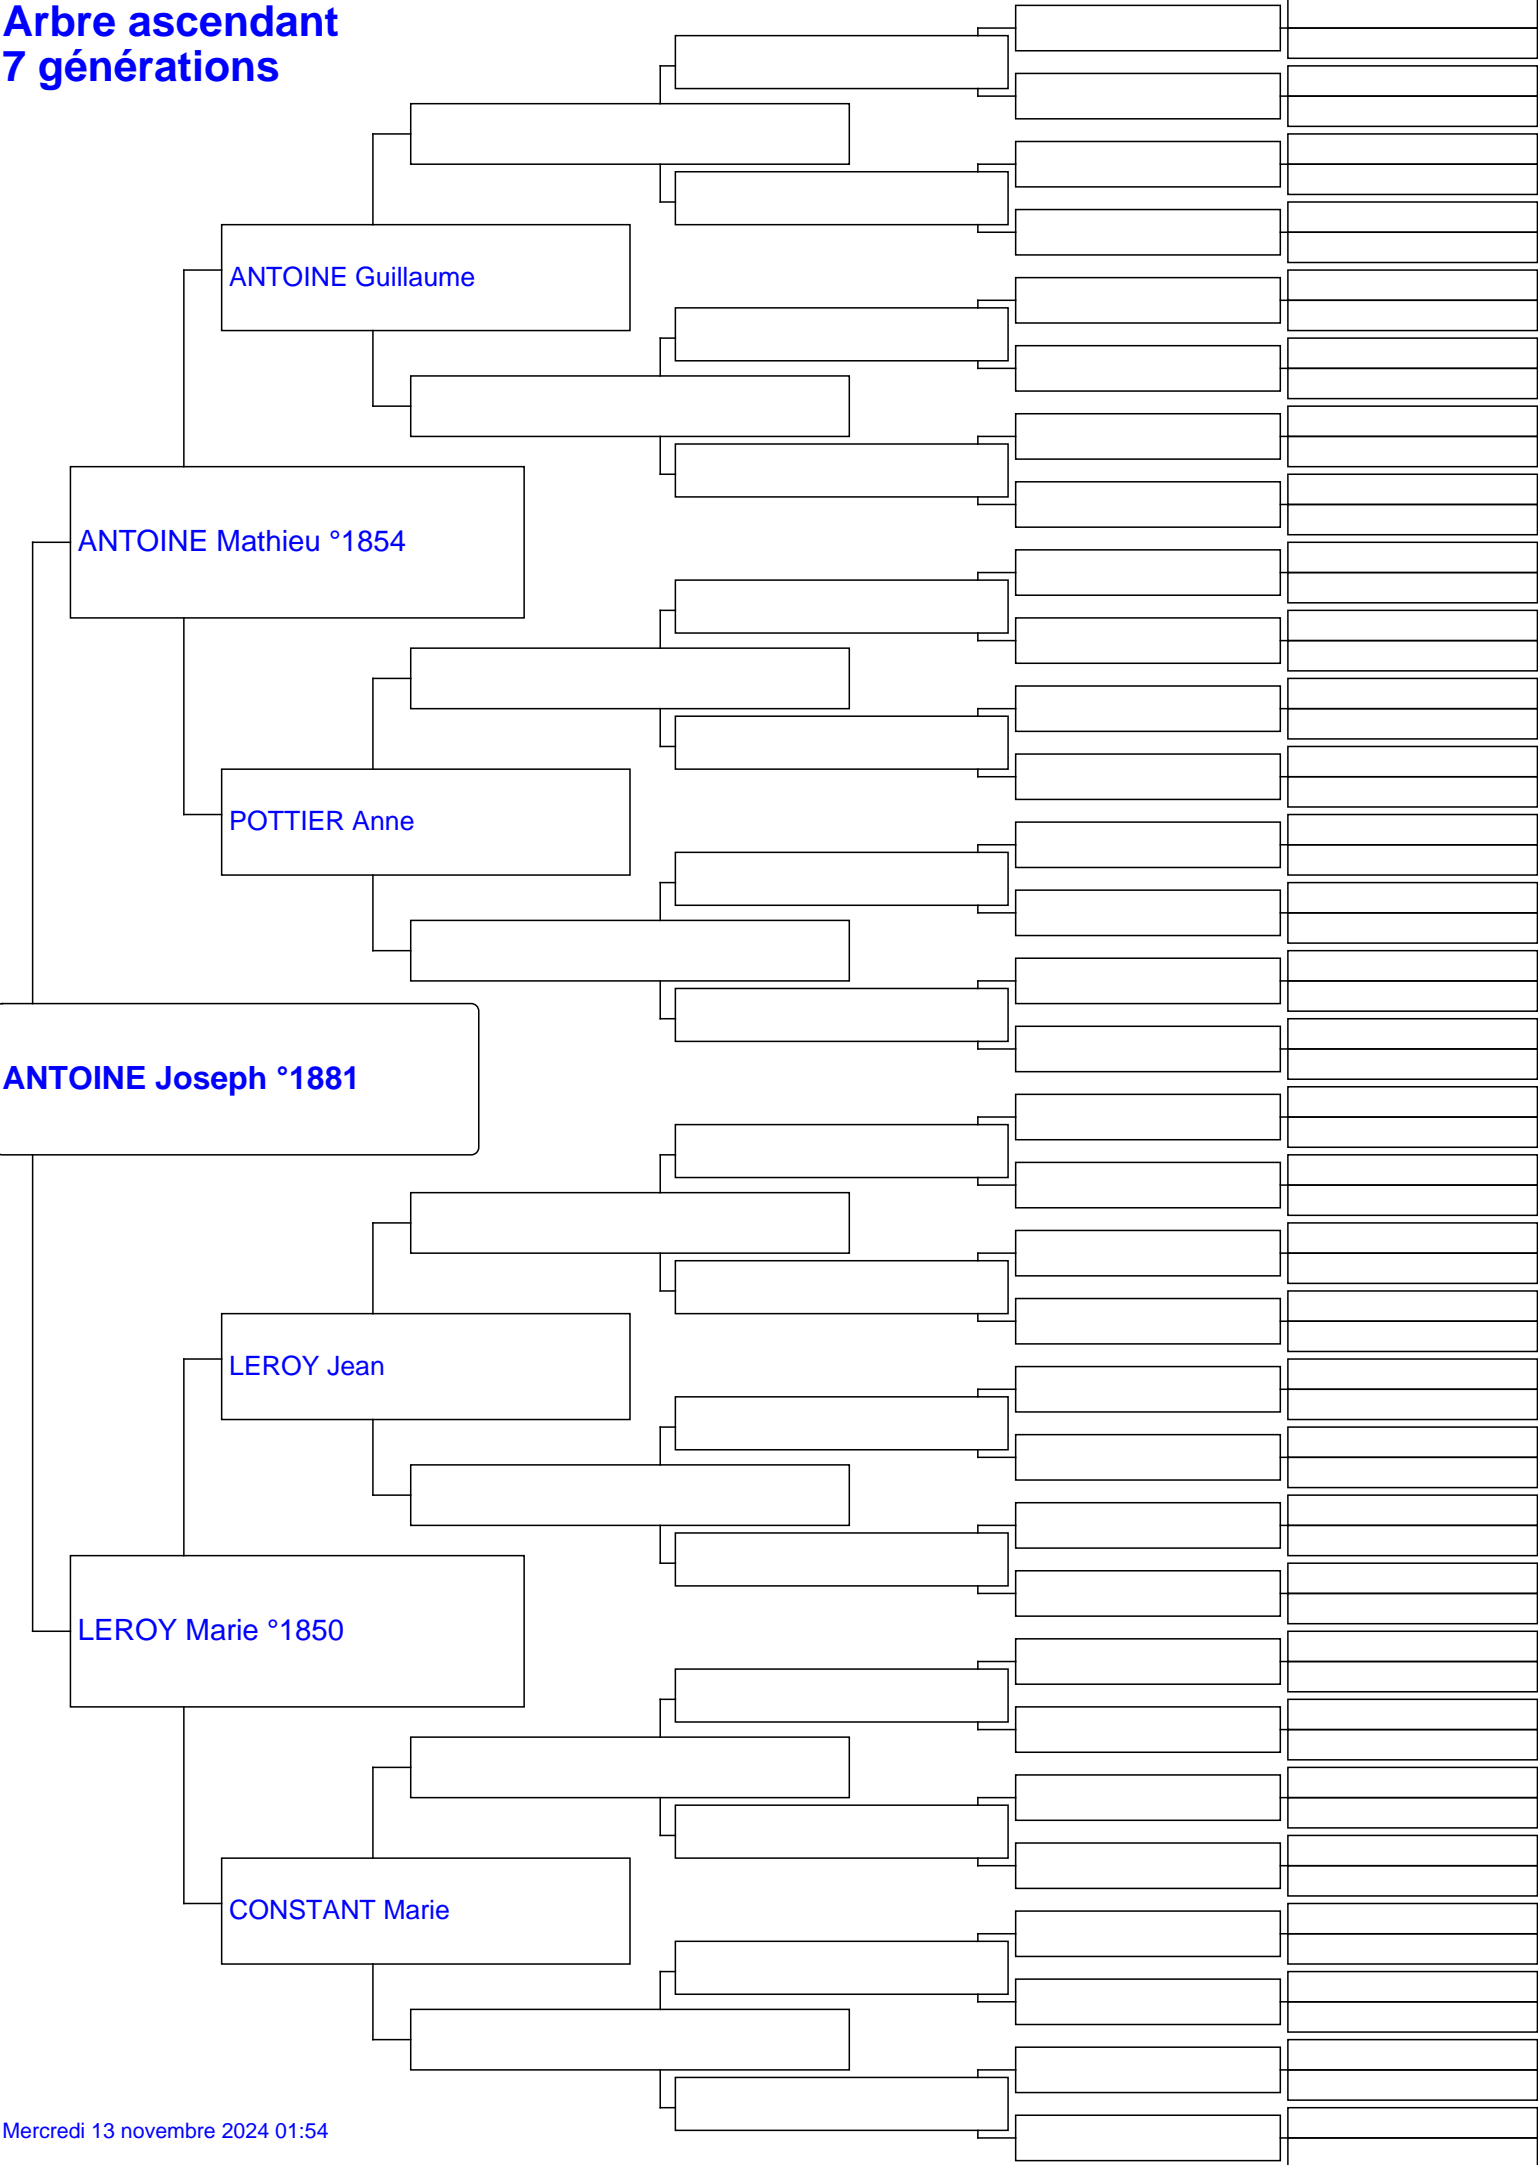 Arbre ascendant
7 générations
ANTOINE Guillaume
ANTOINE Mathieu °1854
POTTIER Anne
ANTOINE Joseph °1881
LEROY Jean
LEROY Marie °1850
CONSTANT Marie
Mercredi 13 novembre 2024 01:54